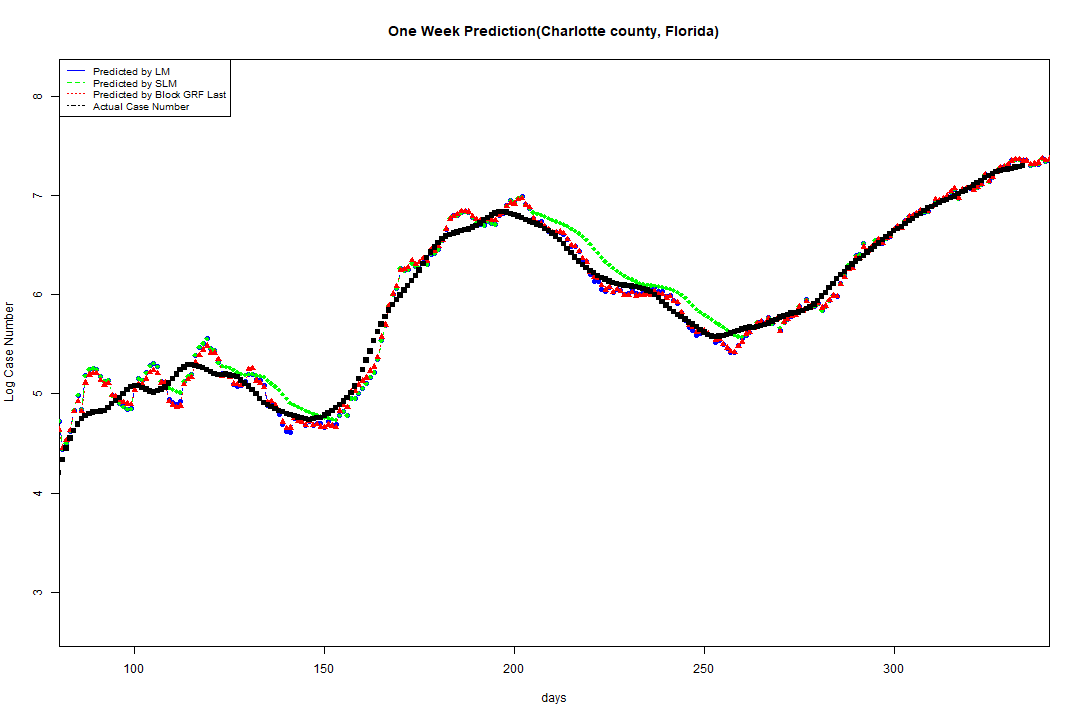 One Week Prediction(Charlotte county, Florida)
Predicted by LM
Predicted by SLM
Predicted by Block GRF Last
Actual Case Number
8
7
6
5
4
3
Log Case Number
100 150 200 250 300
days